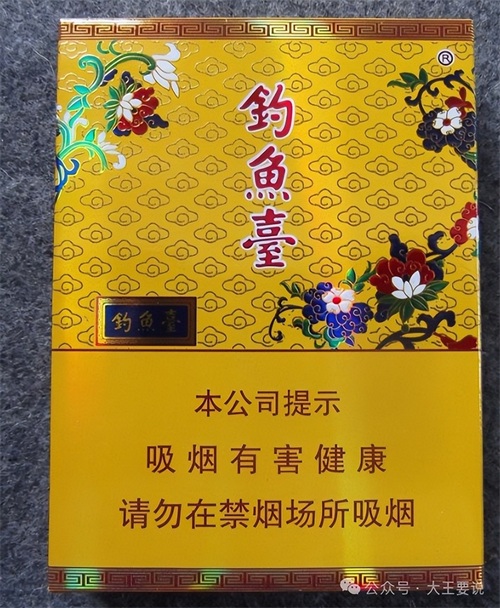 ®
釣魚臺
釣魚臺
本公司提示
吸烟有害健康
请勿在禁烟场所吸烟
公众号·大王要说